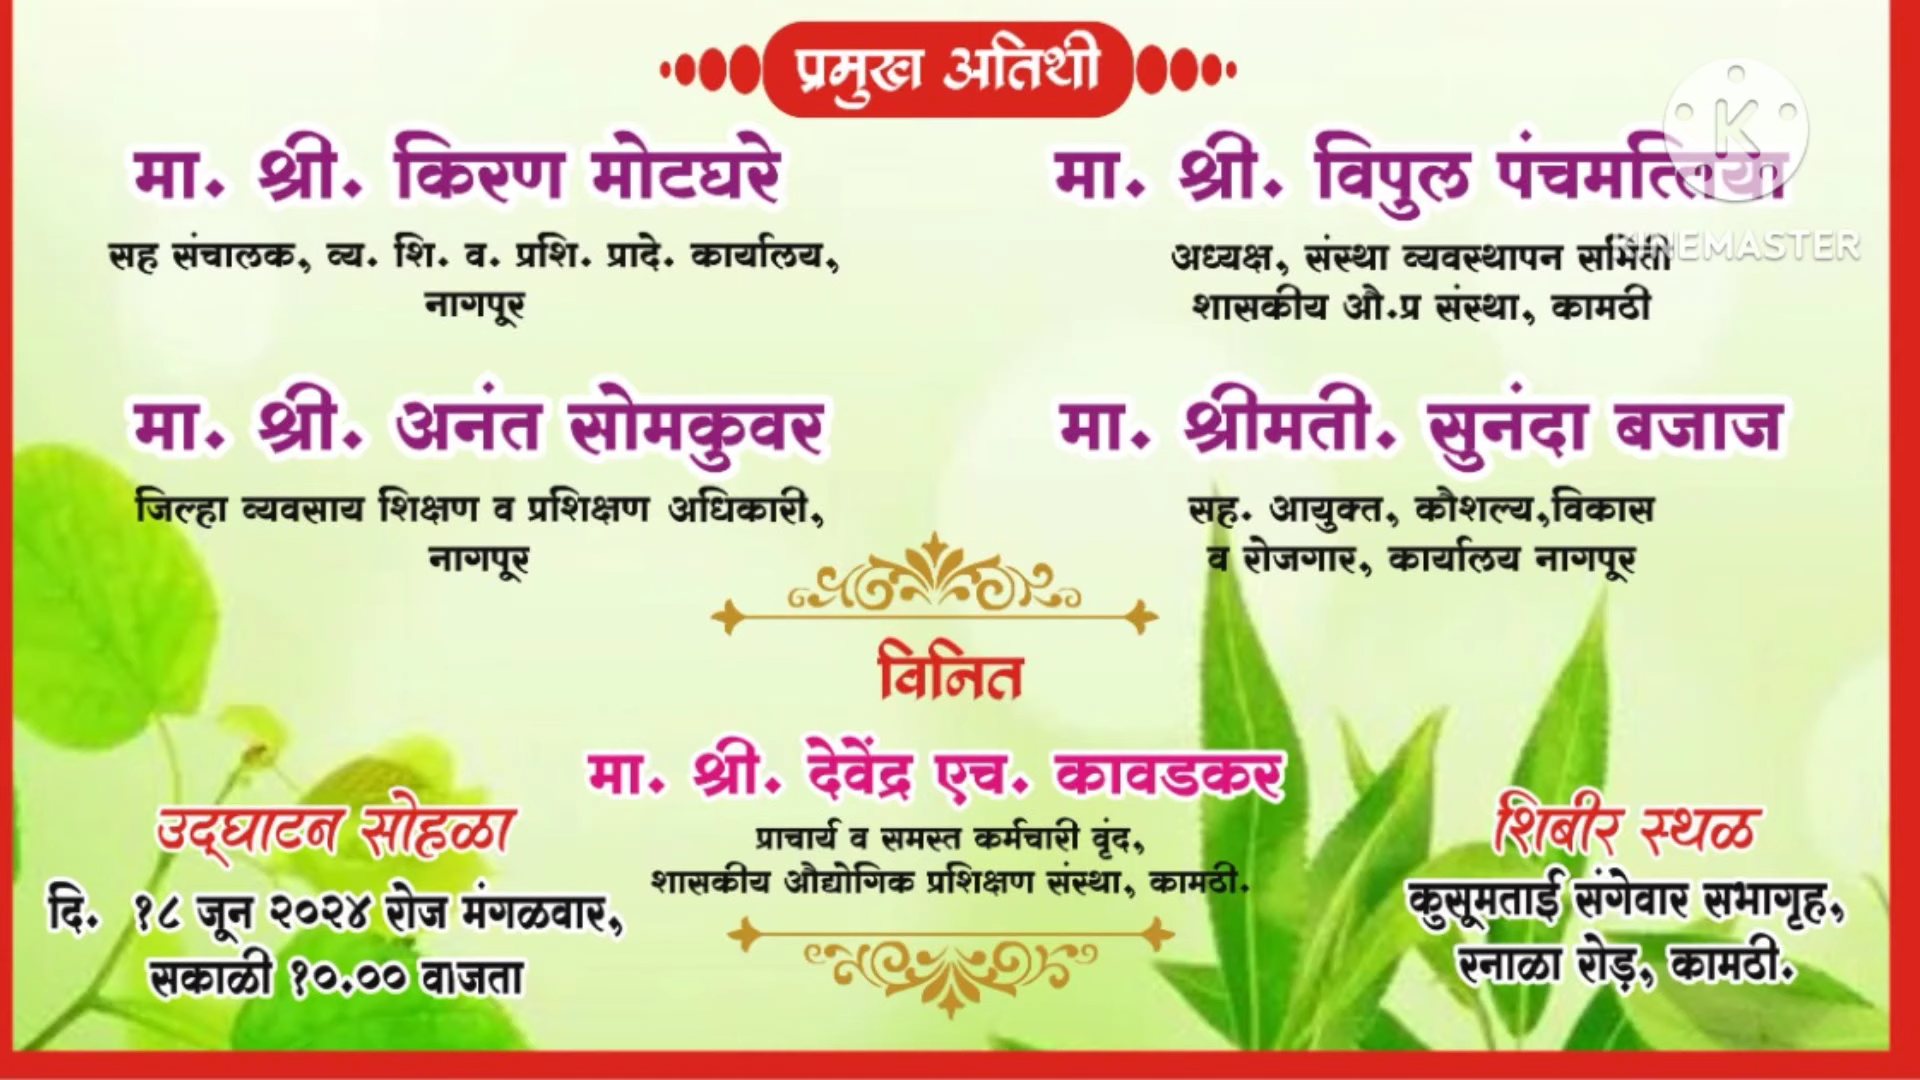 प्रमुख अतिथी
मा. श्री. किरण मोटघरे
सह संचालक, व्य. शि. व. प्रशि. प्रादे. कार्यालय,
नागपूर
मा. श्री. विपुल पंचमत्तिया
अध्यक्ष, संस्था व्यवस्थापन समिती
शासकीय औ.प्र संस्था, कामठी
KINEMASTER
मा. श्री. अनंत सोमकुवर
जिल्हा व्यवसाय शिक्षण व प्रशिक्षण अधिकारी,
नागपूर
मा. श्रीमती. सुनंदा बजाज
सह. आयुक्त, कौशल्य,विकास
व रोजगार, कार्यालय नागपूर
विनित
मा. श्री. देवेंद्र एच. कावडकर
प्राचार्य व समस्त कर्मचारी वृंद,
शासकीय औद्योगिक प्रशिक्षण संस्था, कामठी.
उद्घाटन सोहळा
दि. १८ जून २०२४ रोज मंगळवार,
सकाळी १०.०० वाजता
शिबीर स्थळ
कुसूमताई संगेवार सभागृह,
रनाळा रोड़, कामठी.